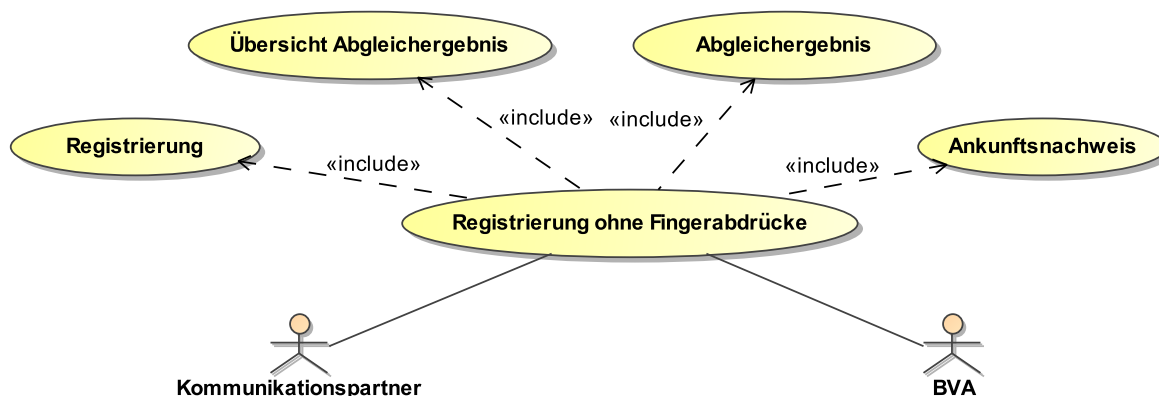 Übersicht Abgleichergebnis
Abgleichergebnis
«include»
«include»
Registrierung
Ankunftsnachweis
«include»
«include»
Registrierung ohne Fingerabdrücke
Kommunikationspartner
BVA